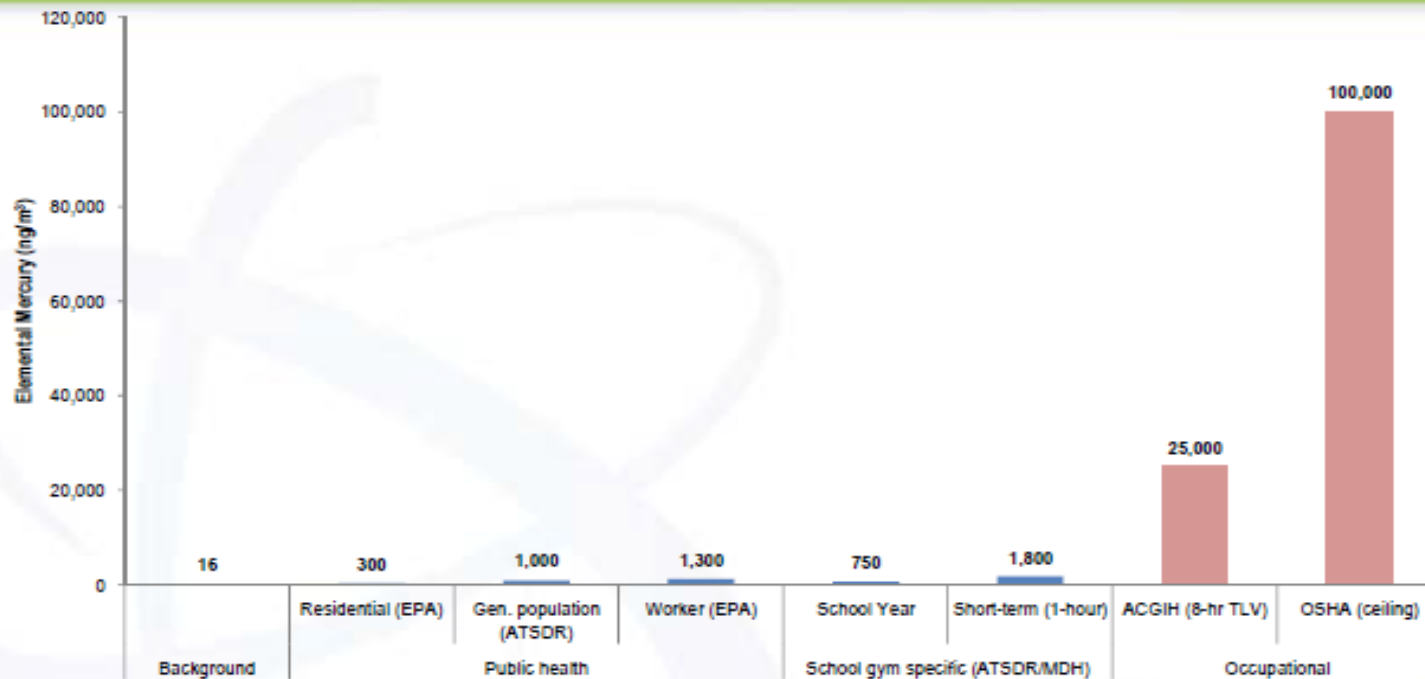 120,000
100,000
80,000
60,000
40,000
20,000
0
Elemental Mercury (ng/m³)
16
300
1,000
1,300
750
1,800
25,000
100,000
Residential (EPA)
Gen. population
(ATSDR)
Worker (EPA)
School Year
Short-term (1-hour)
ACGIH (8-hr TLV)
OSHA (ceiling)
Background
Public health
School gym specific (ATSDR/MDH)
Occupational